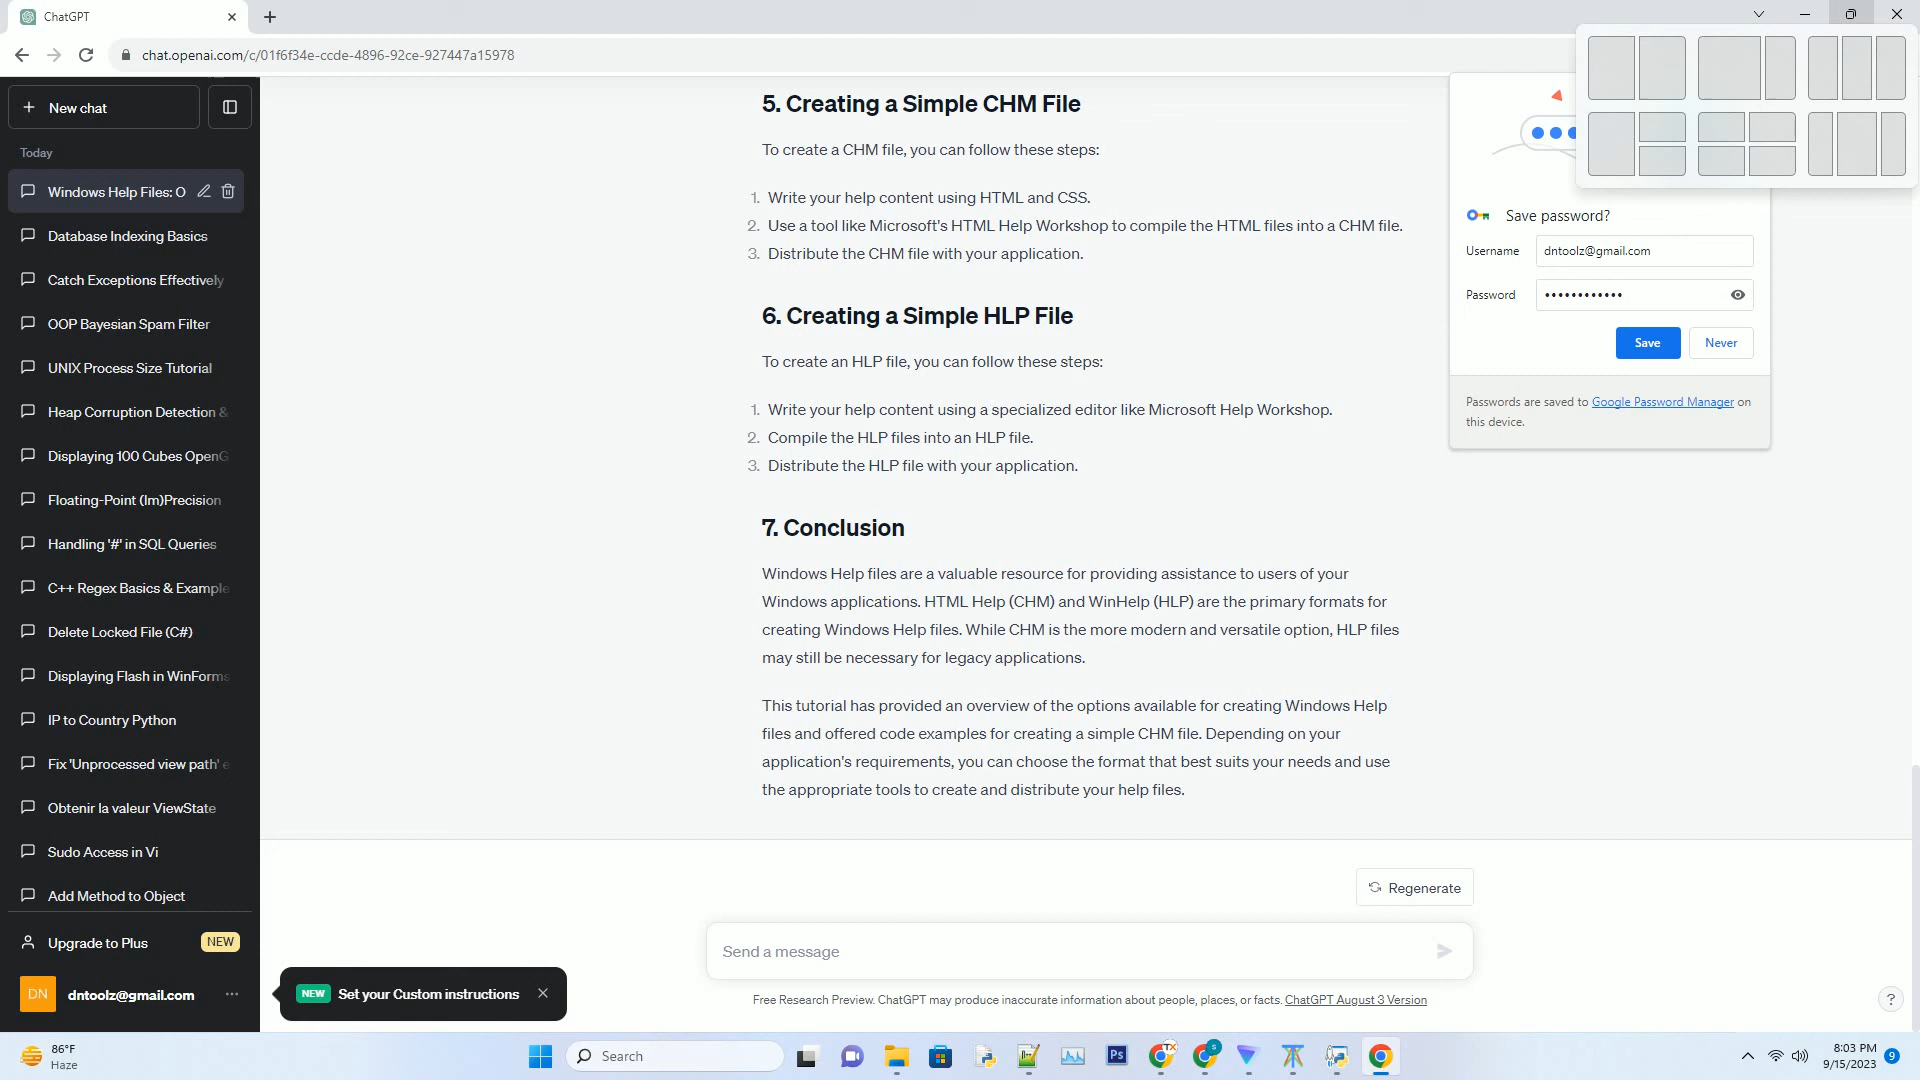 ChatGPT
chat.openai.com/c/01f6f34e-ccde-4896-92ce-927447a15978
New chat
Today
Windows Help Files: O
Database Indexing Basics
Catch Exceptions Effectively
OOP Bayesian Spam Filter
UNIX Process Size Tutorial
Heap Corruption Detection &
Displaying 100 Cubes OpenG
Floating-Point (Im)Precision
Handling '#' in SQL Queries
C++ Regex Basics & Example
Delete Locked File (C#)
Displaying Flash in WinForms
IP to Country Python
Fix 'Unprocessed view path' e
Obtenir la valeur ViewState
Sudo Access in Vi
Add Method to Object
Upgrade to Plus NEW
DN dntoolz@gmail.com
NEW Set your Custom instructions
5. Creating a Simple CHM File
To create a CHM file, you can follow these steps:
1. Write your help content using HTML and CSS.
2. Use a tool like Microsoft's HTML Help Workshop to compile the HTML files into a CHM file.
3. Distribute the CHM file with your application.
6. Creating a Simple HLP File
To create an HLP file, you can follow these steps:
1. Write your help content using a specialized editor like Microsoft Help Workshop.
2. Compile the HLP files into an HLP file.
3. Distribute the HLP file with your application.
7. Conclusion
Windows Help files are a valuable resource for providing assistance to users of your
Windows applications. HTML Help (CHM) and WinHelp (HLP) are the primary formats for
creating Windows Help files. While CHM is the more modern and versatile option, HLP files
may still be necessary for legacy applications.
This tutorial has provided an overview of the options available for creating Windows Help
files and offered code examples for creating a simple CHM file. Depending on your
application's requirements, you can choose the format that best suits your needs and use
the appropriate tools to create and distribute your help files.
Save password?
Username dntoolz@gmail.com
Password ••••••••••••
Save Never
Passwords are saved to Google Password Manager on
this device.
Regenerate
Send a message
Free Research Preview. ChatGPT may produce inaccurate information about people, places, or facts. ChatGPT August 3 Version
?
86°F
Haze
Search
Ps
TX
S
8:03 PM
9/15/2023
9